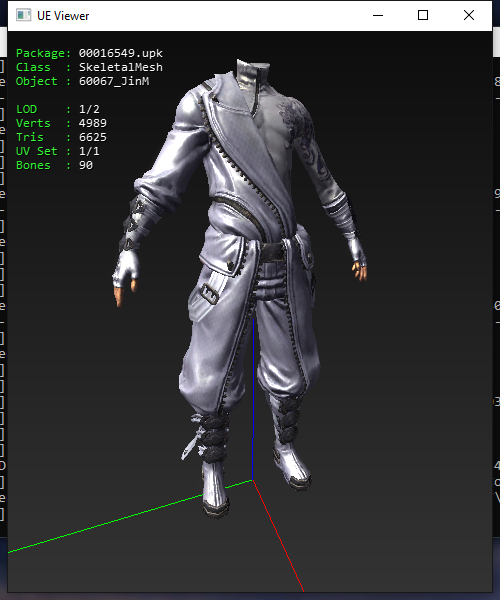 UE Viewer
Package: 00016549.upk
Class : SkeletalMesh
Object : 60067_JinM
LOD : 1/2
Verts : 4989
Tris : 6625
UV Set : 1/1
Bones : 90